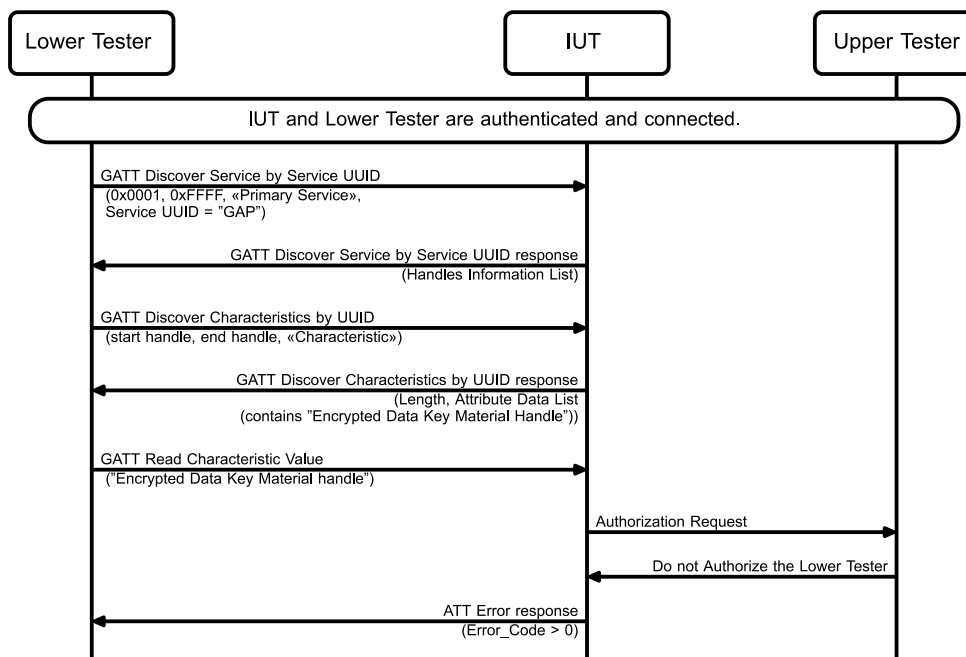 Lower Tester
IUT
Upper Tester
IUT and Lower Tester are authenticated and connected.
GATT Discover Service by Service UUID
(0x0001, 0xFFFF, «Primary Service»,
Service UUID = ”GAP”)
GATT Discover Service by Service UUID response
(Handles Information List)
GATT Discover Characteristics by UUID
(start handle, end handle, «Characteristic»)
GATT Discover Characteristics by UUID response
(Length, Attribute Data List
(contains ”Encrypted Data Key Material Handle”))
GATT Read Characteristic Value
(”Encrypted Data Key Material handle”)
Authorization Request
Do not Authorize the Lower Tester
ATT Error response
(Error_Code > 0)